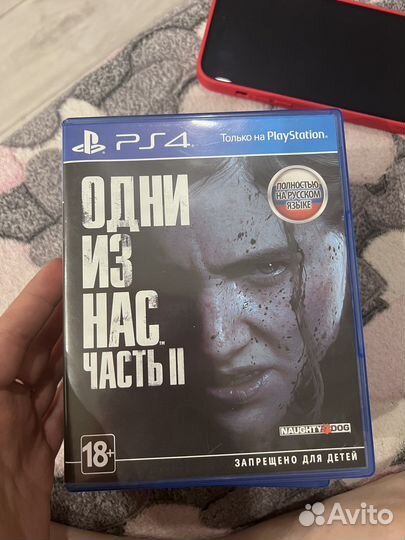 PS4
Только на PlayStation
ПОЛНОСТЬЮ
НА РУССКОМ
ЯЗЫКЕ
ОДНИ
ИЗ
НАС™
ЧАСТЬ II
NAUGHTY DOG
18+
ЗАПРЕЩЕНО ДЛЯ ДЕТЕЙ
Avito